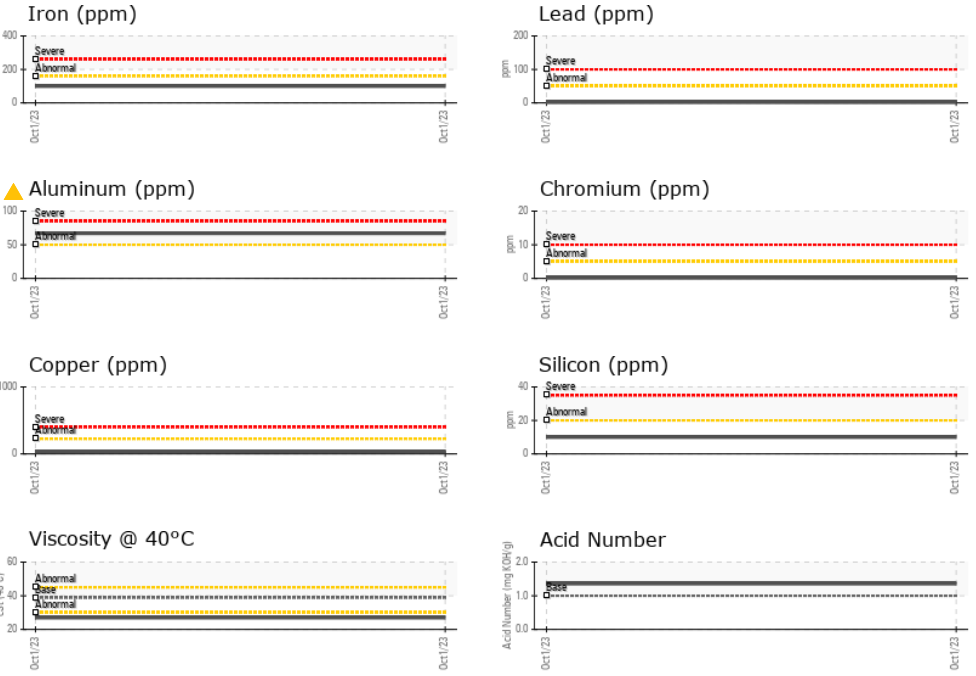 Iron (ppm)
400
200
0
Severe
Abnormal
Oct1/23
Oct1/23
Lead (ppm)
ppm
200
100
0
Severe
Abnormal
Oct1/23
Oct1/23
Aluminum (ppm)
100
50
0
Severe
Abnormal
Oct1/23
Oct1/23
Chromium (ppm)
ppm
20
10
0
Severe
Abnormal
Oct1/23
Oct1/23
Copper (ppm)
1000
0
Severe
Abnormal
Oct1/23
Oct1/23
Silicon (ppm)
ppm
40
20
0
Severe
Abnormal
Oct1/23
Oct1/23
Viscosity @ 40°C
60
40
20
Abnormal
Base
Abnormal
Oct1/23
Oct1/23
Acid Number
Acid Number (mg KOH/g)
2.0
1.0
0.0
Base
Oct1/23
Oct1/23